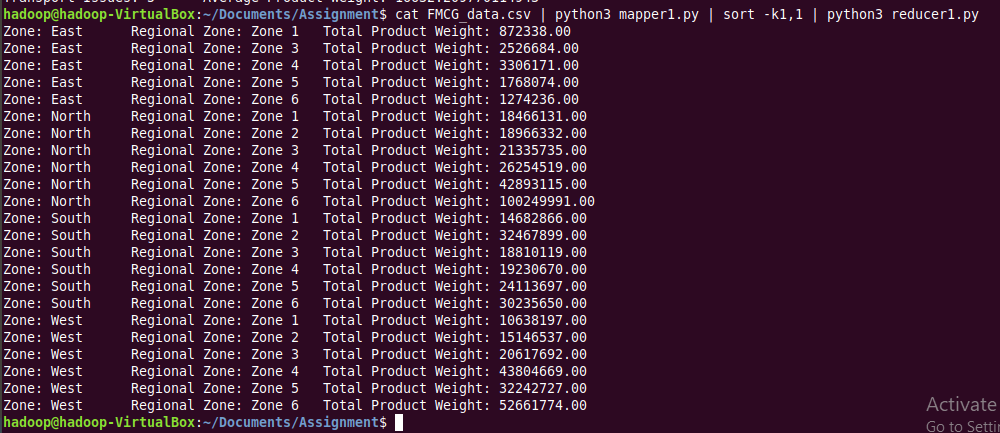 hadoop@hadoop-VirtualBox:~/Documents/Assignment$ cat FMCG_data.csv | python3 mapper1.py | sort -k1,1 | python3 reducer1.py
Zone: East Regional Zone: Zone 1 Total Product Weight: 872338.00
Zone: East Regional Zone: Zone 3 Total Product Weight: 2526684.00
Zone: East Regional Zone: Zone 4 Total Product Weight: 3306171.00
Zone: East Regional Zone: Zone 5 Total Product Weight: 1768074.00
Zone: East Regional Zone: Zone 6 Total Product Weight: 1274236.00
Zone: North Regional Zone: Zone 1 Total Product Weight: 18466131.00
Zone: North Regional Zone: Zone 2 Total Product Weight: 18966332.00
Zone: North Regional Zone: Zone 3 Total Product Weight: 21335735.00
Zone: North Regional Zone: Zone 4 Total Product Weight: 26254519.00
Zone: North Regional Zone: Zone 5 Total Product Weight: 42893115.00
Zone: North Regional Zone: Zone 6 Total Product Weight: 100249991.00
Zone: South Regional Zone: Zone 1 Total Product Weight: 14682866.00
Zone: South Regional Zone: Zone 2 Total Product Weight: 32467899.00
Zone: South Regional Zone: Zone 3 Total Product Weight: 18810119.00
Zone: South Regional Zone: Zone 4 Total Product Weight: 19230670.00
Zone: South Regional Zone: Zone 5 Total Product Weight: 24113697.00
Zone: South Regional Zone: Zone 6 Total Product Weight: 30235650.00
Zone: West Regional Zone: Zone 1 Total Product Weight: 10638197.00
Zone: West Regional Zone: Zone 2 Total Product Weight: 15146537.00
Zone: West Regional Zone: Zone 3 Total Product Weight: 20617692.00
Zone: West Regional Zone: Zone 4 Total Product Weight: 43804669.00
Zone: West Regional Zone: Zone 5 Total Product Weight: 32242727.00
Zone: West Regional Zone: Zone 6 Total Product Weight: 52661774.00
hadoop@hadoop-VirtualBox:~/Documents/Assignment$
Activate
Go to Setti